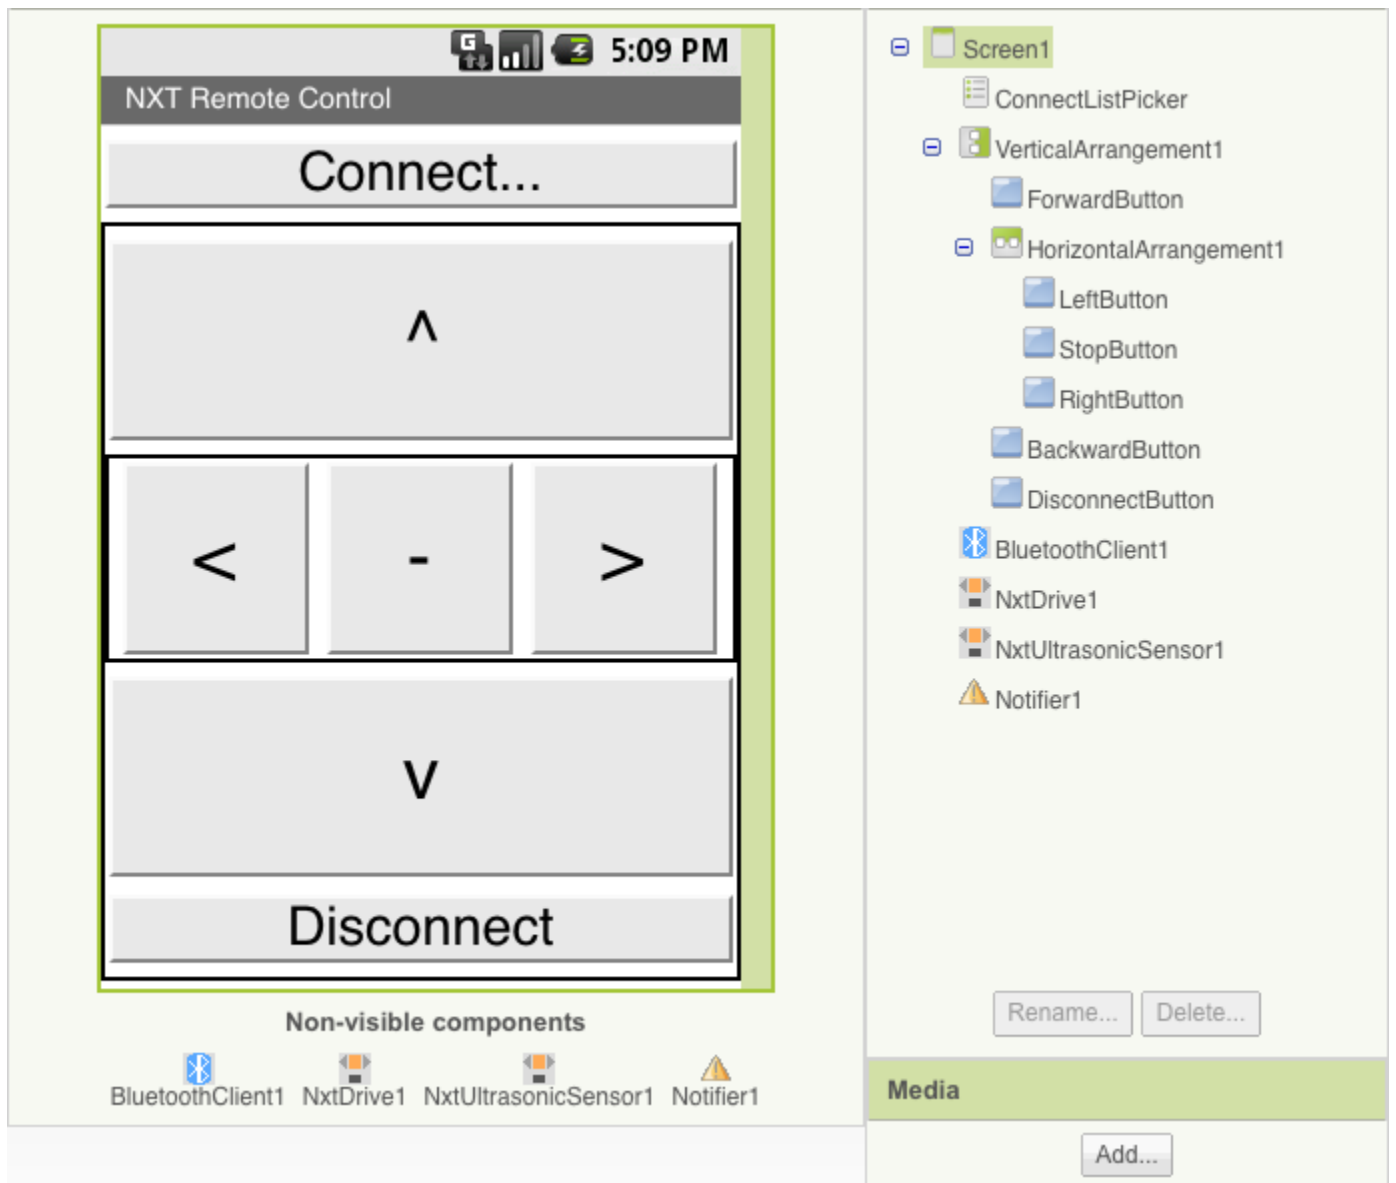 5:09 PM
NXT Remote Control
Connect...
^
< - >
v
Disconnect
Non-visible components
BluetoothClient1 NxtDrive1 NxtUltrasonicSensor1 Notifier1
Screen1
ConnectListPicker
VerticalArrangement1
ForwardButton
HorizontalArrangement1
LeftButton
StopButton
RightButton
BackwardButton
DisconnectButton
BluetoothClient1
NxtDrive1
NxtUltrasonicSensor1
Notifier1
Rename... Delete...
Media
Add...